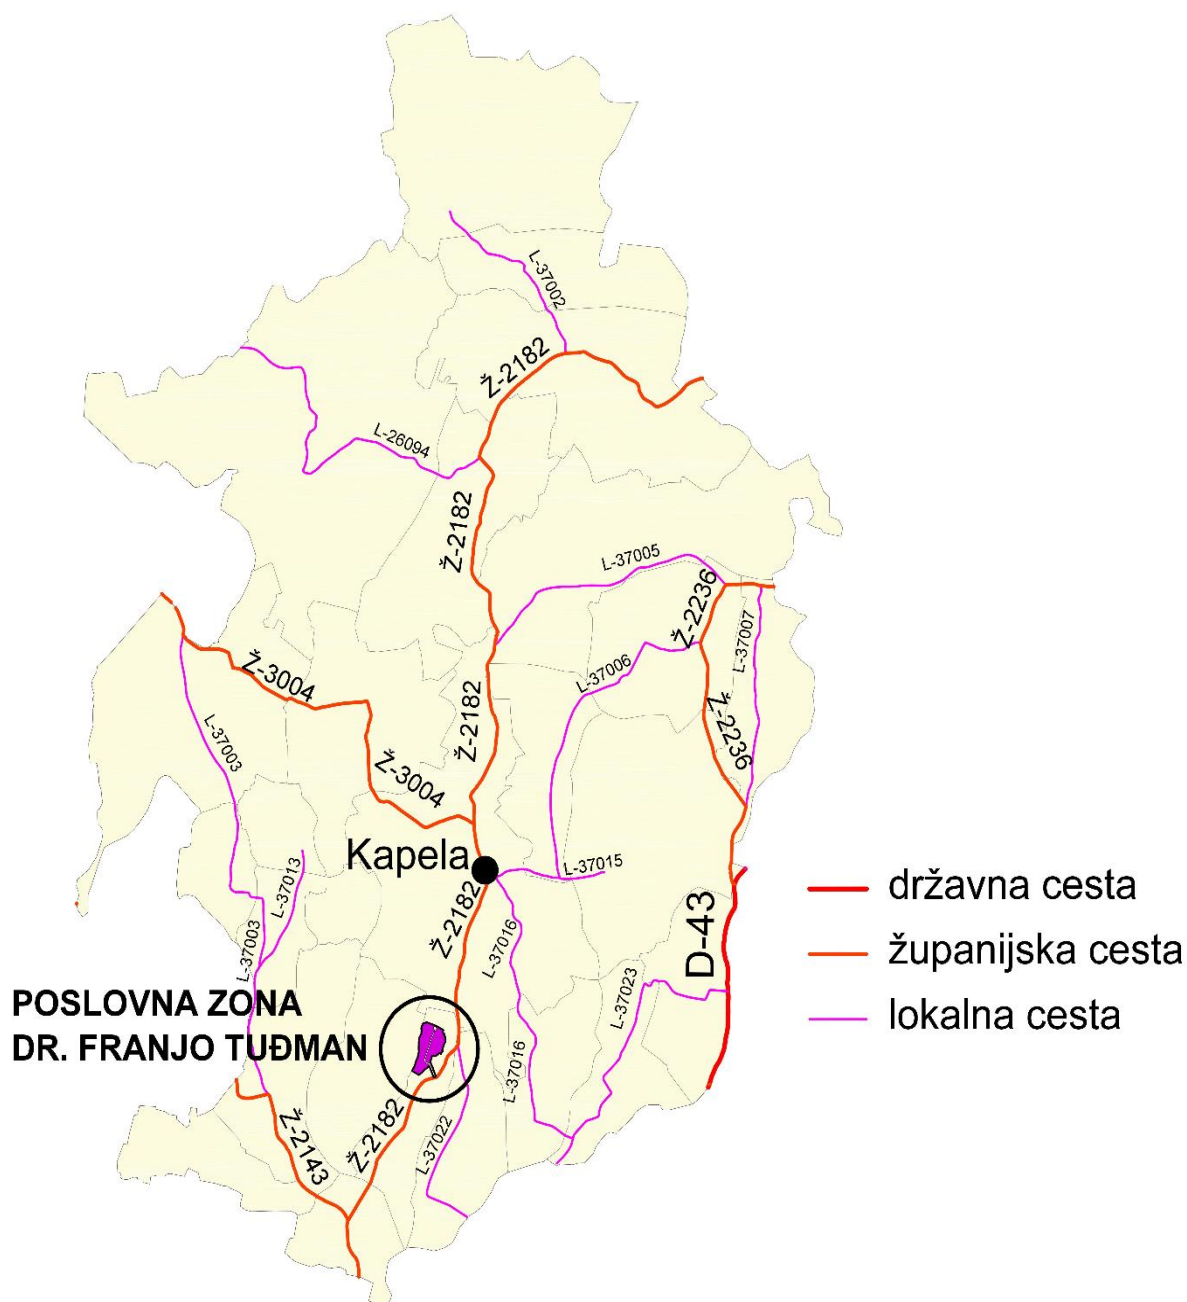 L-37002
Ž-2182
L-26094
Ž-2182
L-37005
Ž-2236
L-37007
Ž-3004
L-37006
Ž-2182
L-37003
Ž-2236
Ž-3004
Kapela
L-37015
L-37013
državna cesta
Ž-2182
L-37016
D-43
L-37003
županijska cesta
L-37023
POSLOVNA ZONA
DR. FRANJO TUĐMAN
lokalna cesta
L-37016
Ž-2182
L-37022
Ž-2143